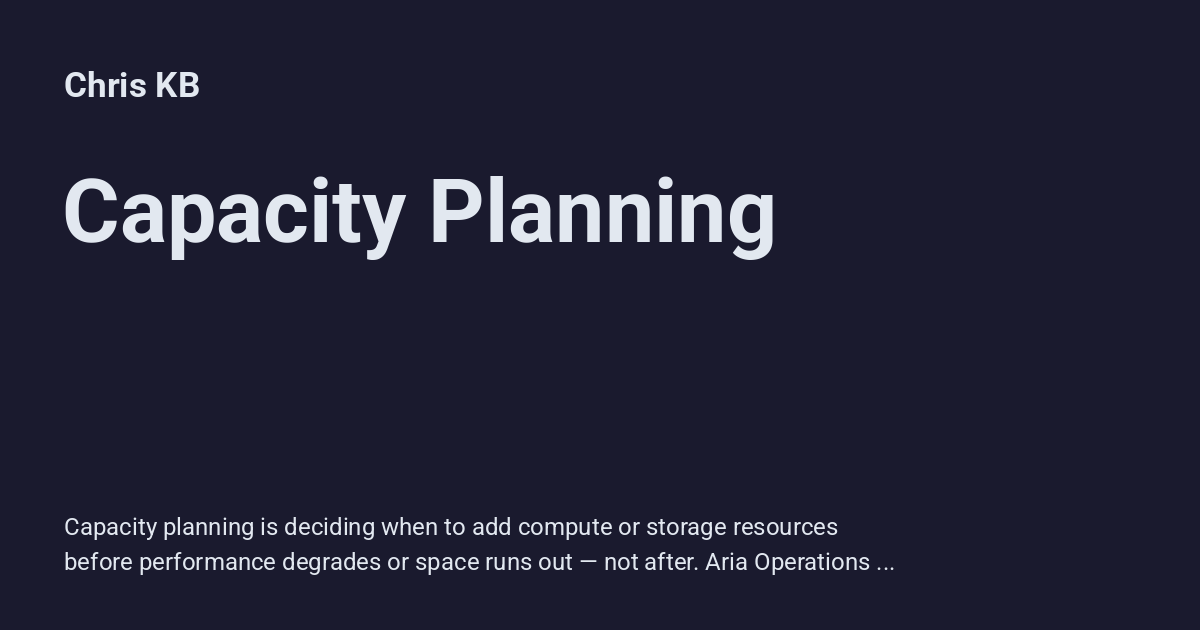 Chris KB
Capacity Planning
Capacity planning is deciding when to add compute or storage resources
before performance degrades or space runs out — not after. Aria Operations ...